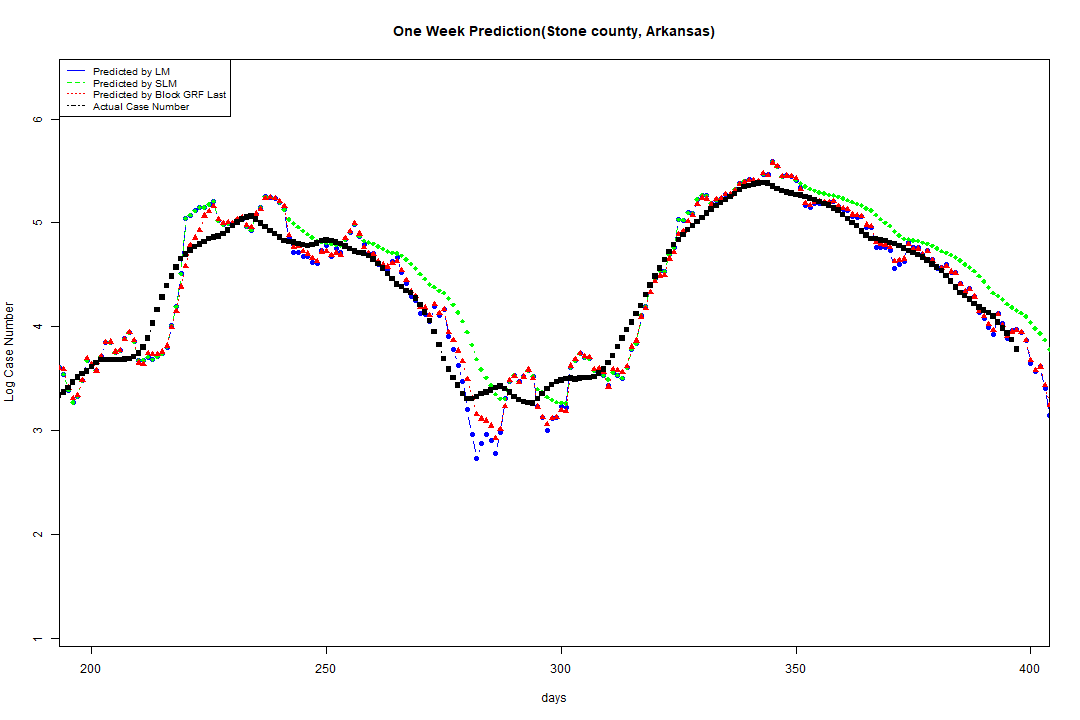 One Week Prediction(Stone county, Arkansas)
Predicted by LM
Predicted by SLM
Predicted by Block GRF Last
Actual Case Number
6
5
4
3
2
1
Log Case Number
200 250 300 350 400
days